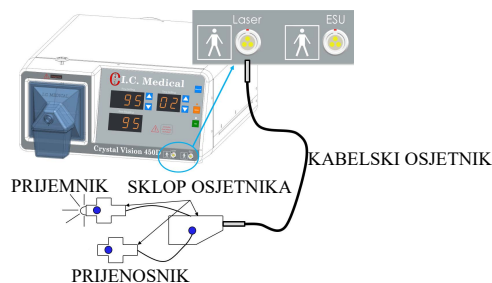 Laser ESU
I.C. Medical
95 02
95
Crystal Vision 450D
KABELSKI OSJETNIK
PRIJEMNIK SKLOP OSJETNIKA
PRIJENOSNIK